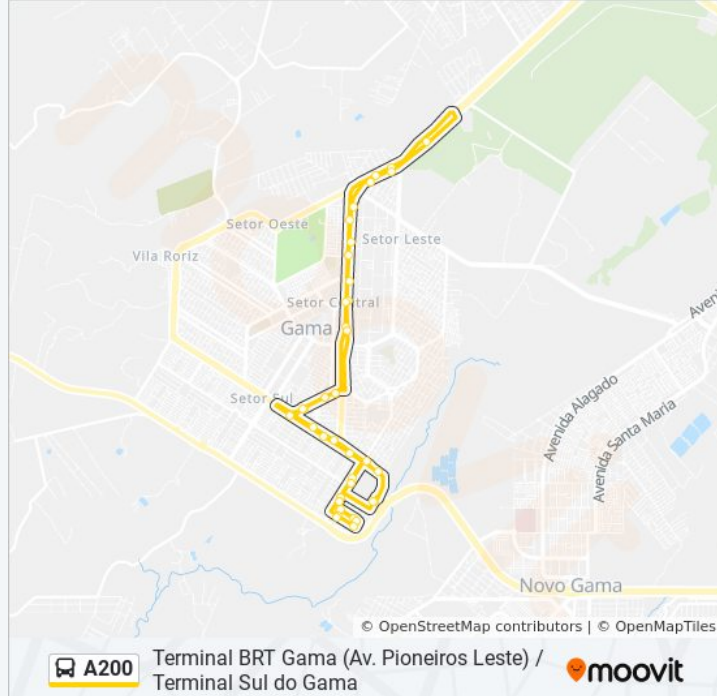 Setor Oeste
Setor Leste
Vila Roriz
Setor Central
Gama
Setor Sul
Avenida Alagado
Avenida Santa Maria
Novo Gama
© OpenStreetMap contributors | © OpenMapTiles
A200
Terminal BRT Gama (Av. Pioneiros Leste) /
Terminal Sul do Gama
moovit